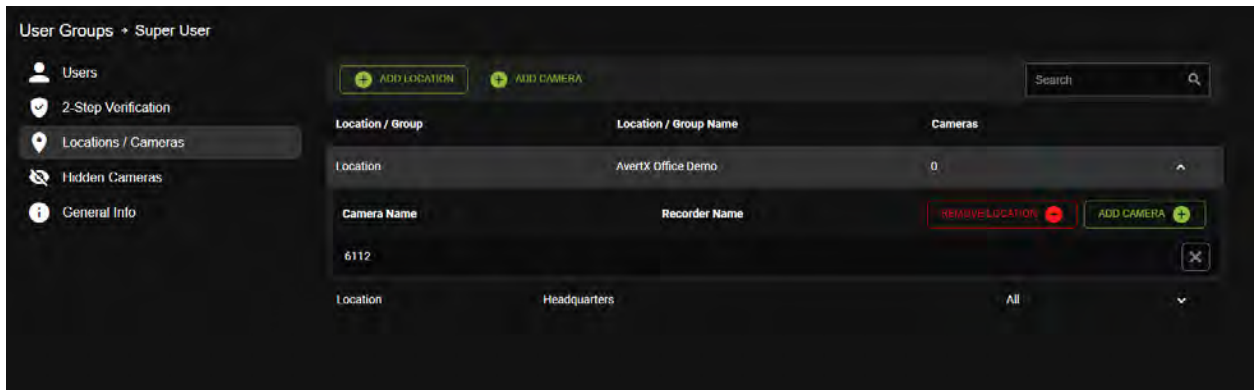 User Groups → Super User
Users
2-Step Verification
Locations / Cameras
Hidden Cameras
General Info
ADD LOCATION ADD CAMERA Search
Location / Group Location / Group Name Cameras
Location AvertX Office Demo 0
Camera Name Recorder Name REMOVE LOCATION ADD CAMERA
6112
Location Headquarters All